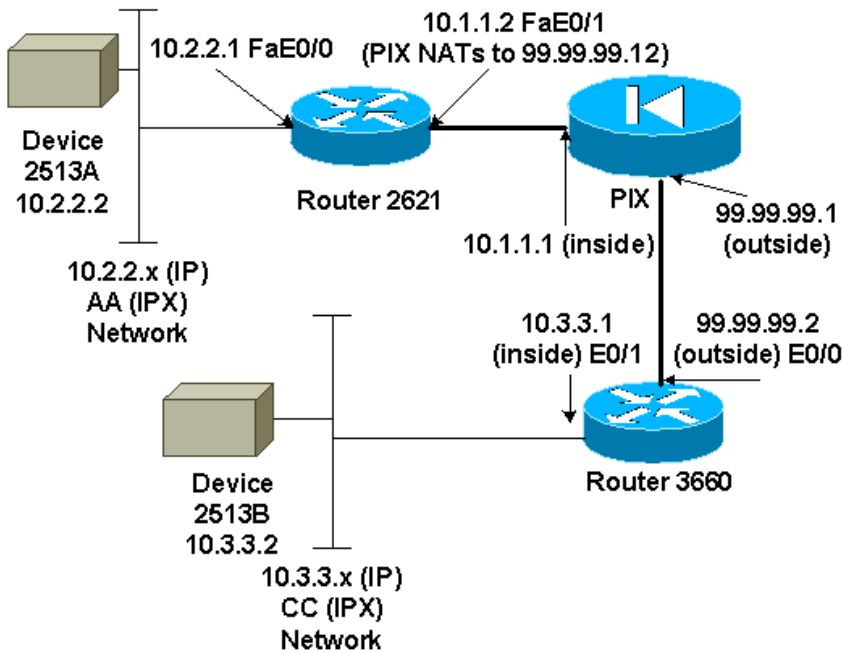 10.2.2.1 FaE0/0
10.1.1.2 FaE0/1
(PIX NATs to 99.99.99.12)
Device
2513A
10.2.2.2
Router 2621
PIX
99.99.99.1
(outside)
10.1.1.1 (inside)
10.2.2.x (IP)
AA (IPX)
Network
10.3.3.1
(inside) E0/1
99.99.99.2
(outside) E0/0
Device
2513B
10.3.3.2
Router 3660
10.3.3.x (IP)
CC (IPX)
Network